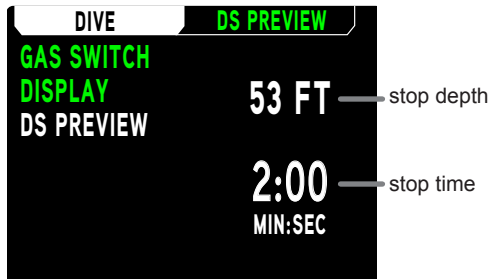 DIVE DS PREVIEW
GAS SWITCH
DISPLAY
DS PREVIEW
53 FT stop depth
2:00 stop time
MIN:SEC